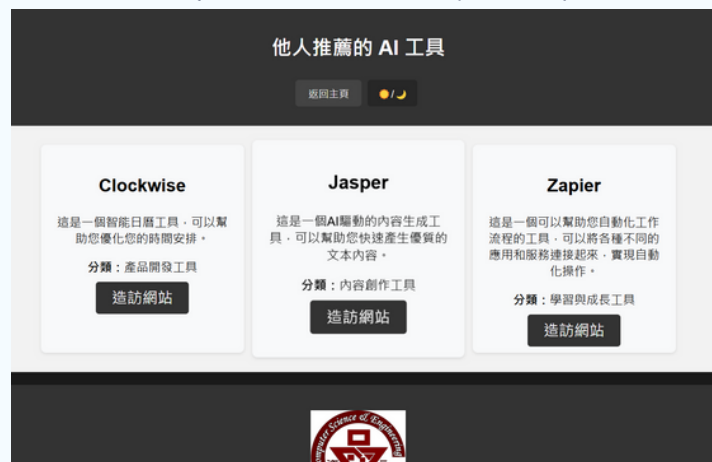 他人推薦的 AI 工具
返回主頁
/
Clockwise
這是一個智能日曆工具，可以幫
助您優化您的時間安排。
分類：產品開發工具
造訪網站
Jasper
這是一個AI驅動的內容生成工
具，可以幫助您快速產生優質的
文本內容。
分類：內容創作工具
造訪網站
Zapier
這是一個可以幫助您自動化工作
流程的工具，可以將各種不同的
應用和服務連接起來，實現自動
化操作。
分類：學習與成長工具
造訪網站
Computer Science & Engineering